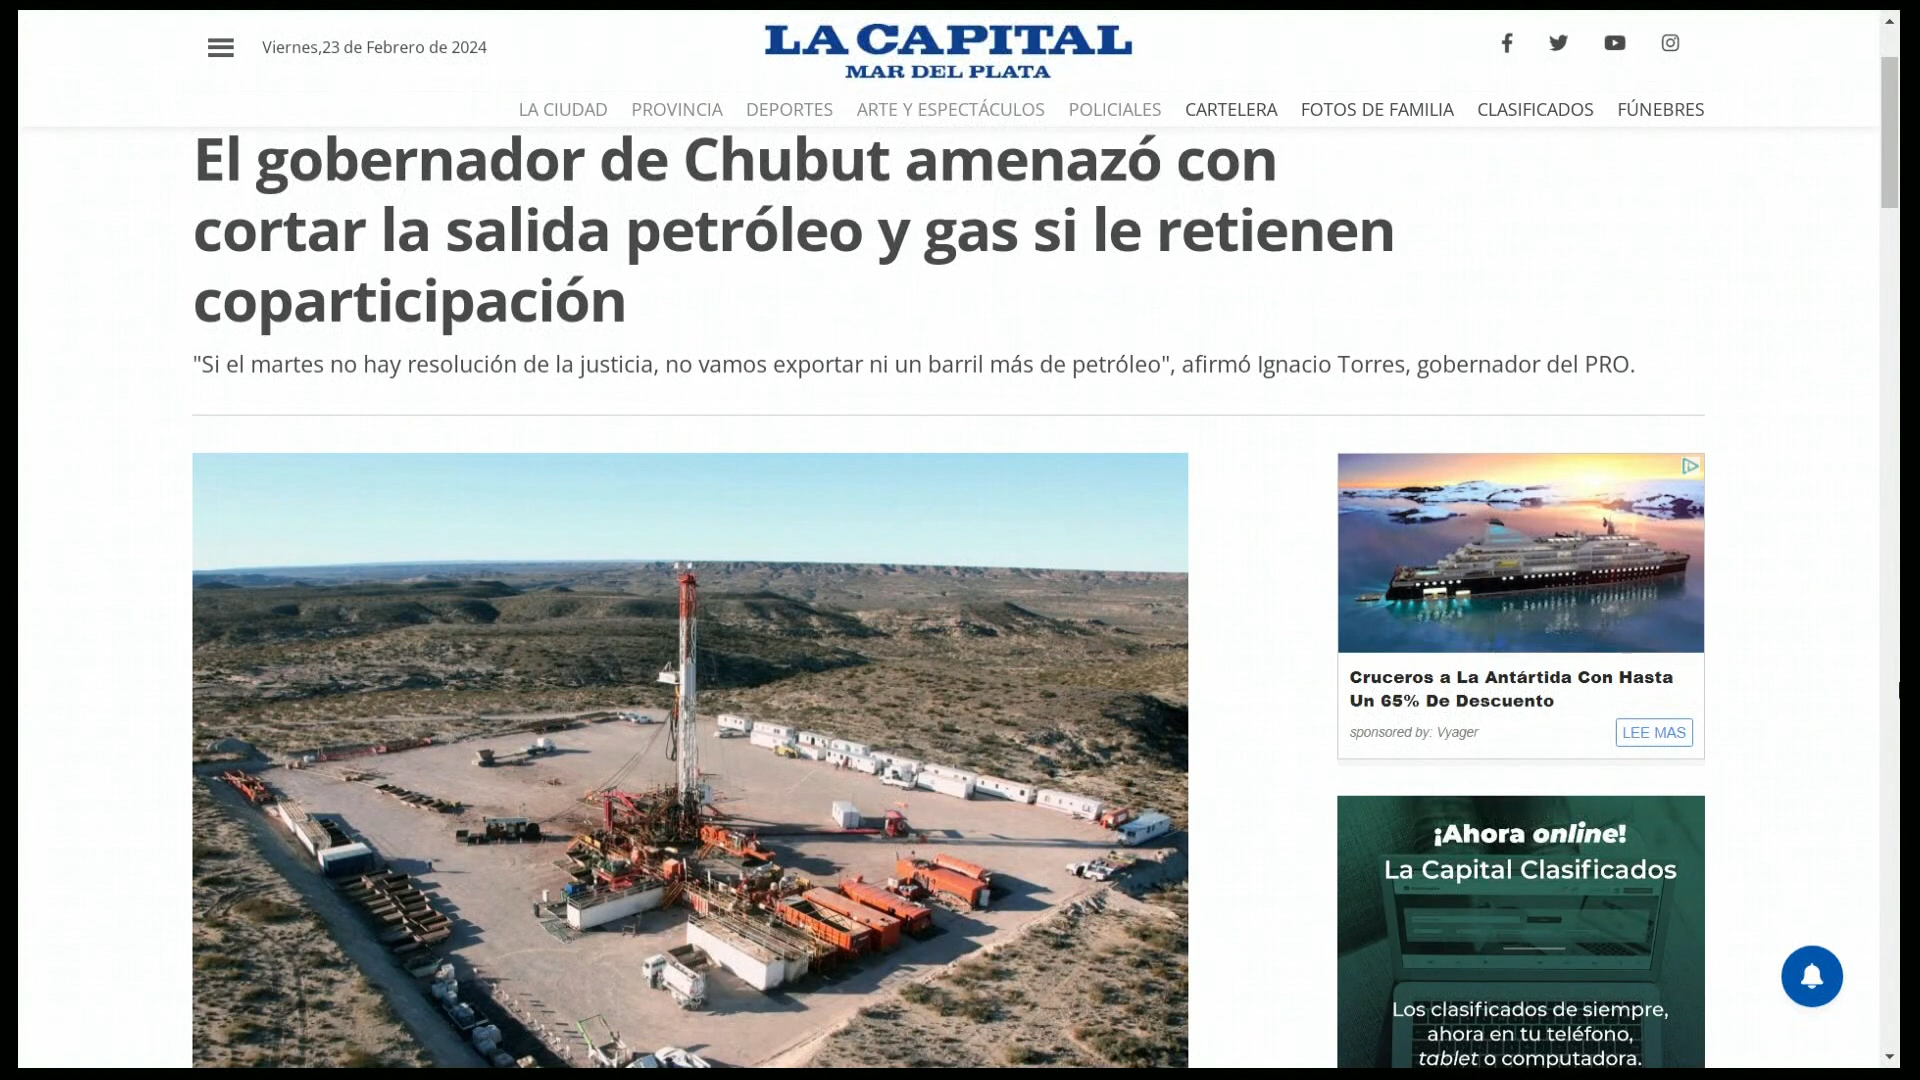 Viernes,23 de Febrero de 2024
LA CAPITAL
MAR DEL PLATA
LA CIUDAD PROVINCIA DEPORTES ARTE Y ESPECTÁCULOS POLICIALES CARTELERA FOTOS DE FAMILIA CLASIFICADOS FÚNEBRES
El gobernador de Chubut amenazó con
cortar la salida petróleo y gas si le retienen
coparticipación
"Si el martes no hay resolución de la justicia, no vamos exportar ni un barril más de petróleo", afirmó Ignacio Torres, gobernador del PRO.
Cruceros a La Antártida Con Hasta
Un 65% De Descuento
sponsored by: Vyager
LEE MAS
¡Ahora online!
La Capital Clasificados
Los clasificados de siempre,
ahora en tu teléfono,
tablet o computadora.